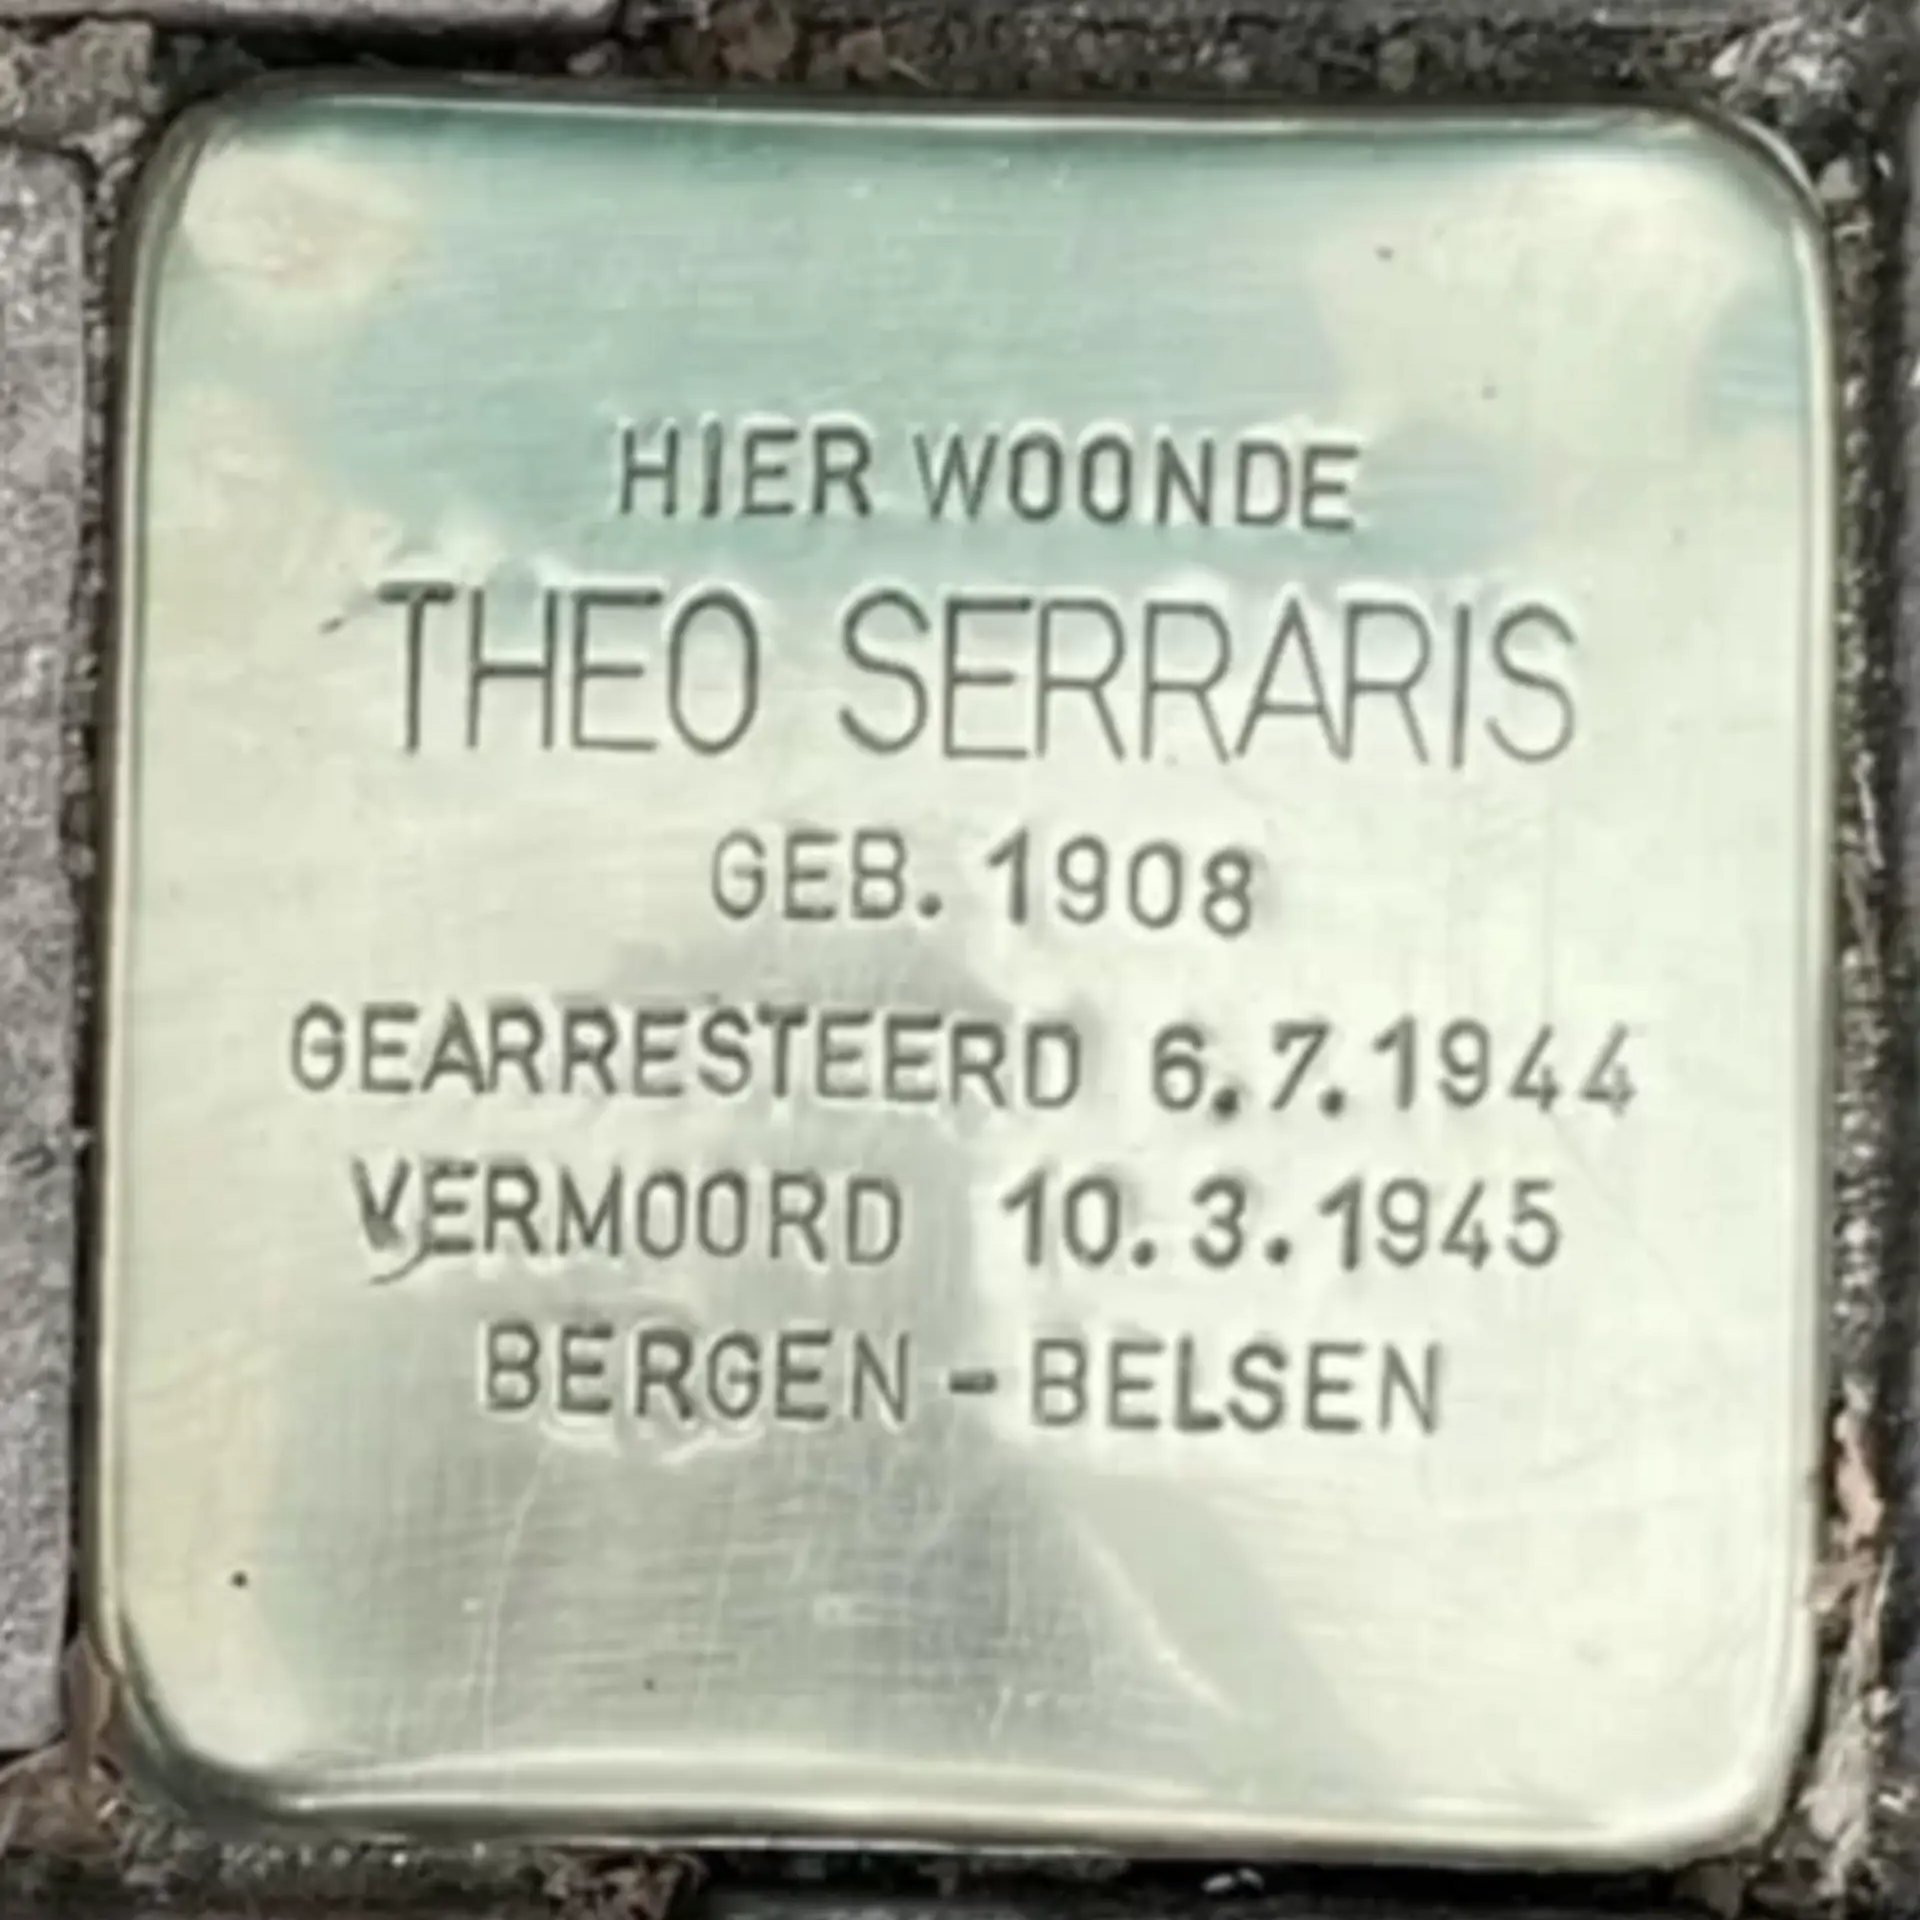 HIER WOONDE
THEO SERRARIS
GEB. 1908
GEARRESTEERD 6.7.1944
VERMOORD 10.3.1945
BERGEN-BELSEN